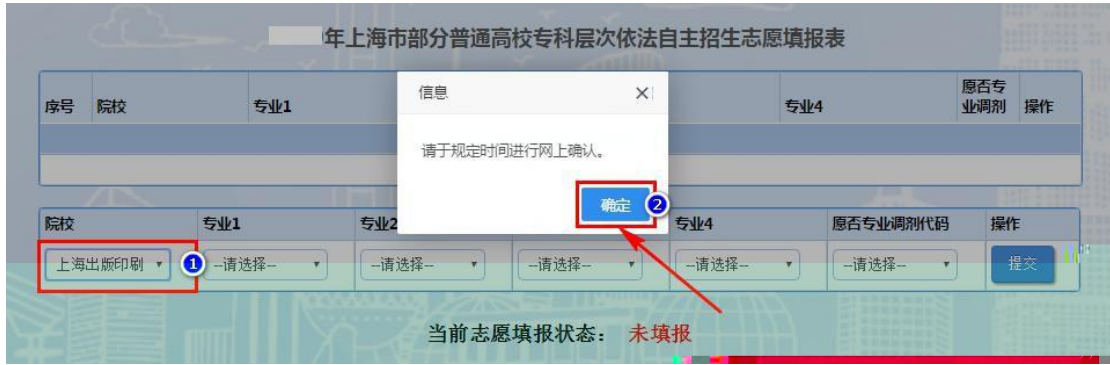 年上海市部分普通高校专科层次依法自主招生志愿填报表
序号 院校 专业1 专业4 愿否专业调剂 操作
信息
请于规定时间进行网上确认。
确定 2
院校 专业1 专业2 专业4 愿否专业调剂代码 操作
上海出版印刷 1 --请选择-- --请选择-- --请选择-- --请选择-- --请选择-- 提交
当前志愿填报状态： 未填报